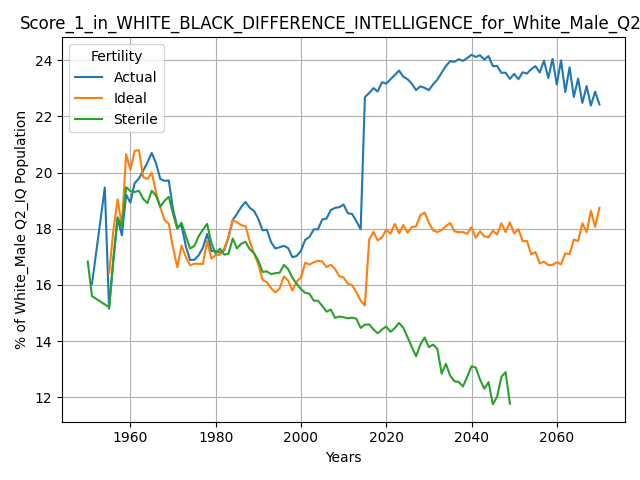 Score_1_in_WHITE_BLACK_DIFFERENCE_INTELLIGENCE_for_White_Male_Q2
Fertility
Actual
Ideal
Sterile
% of White_Male Q2_IQ Population
24
22
20
18
16
14
12
1960
1980
2000
2020
2040
2060
Years